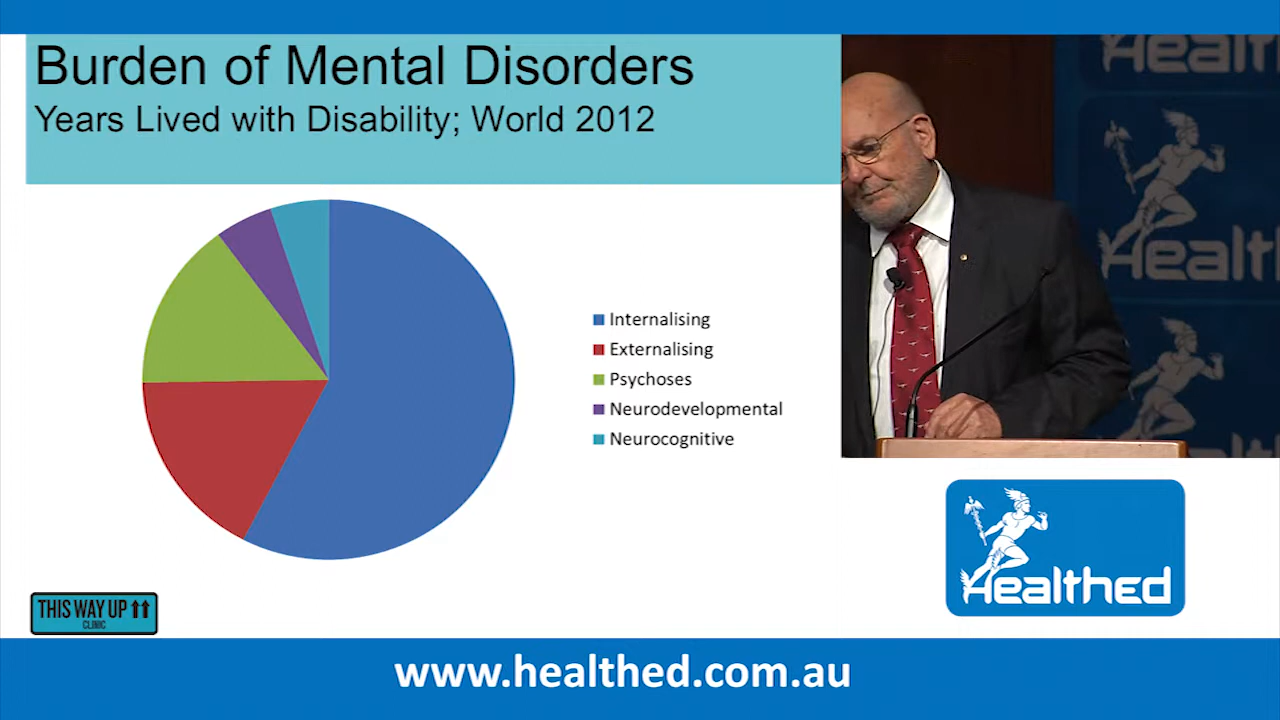 Burden of Mental Disorders
Years Lived with Disability; World 2012
Internalising
Externalising
Psychoses
Neurodevelopmental
Neurocognitive
Healthed
Healthed
THIS WAY UP
CLINIC
HealthEd
www.healthed.com.au